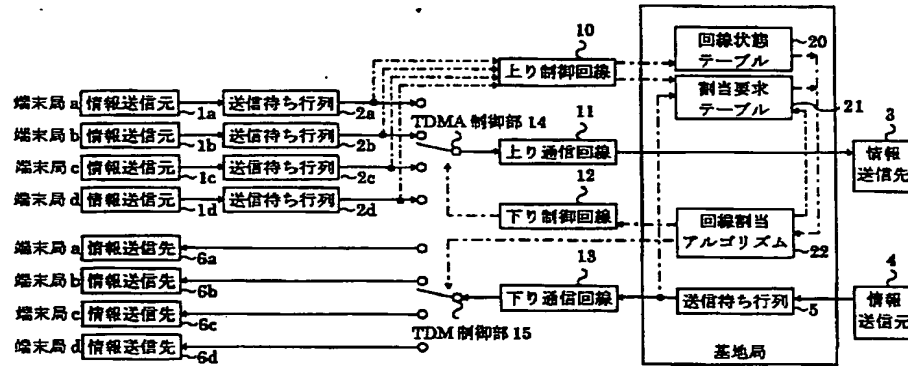 10
回線状態
テーブル
20
上り制御回線
割当要求
テーブル
21
端末局a 情報送信元 送信待ち行列
1a 2a
端末局b 情報送信元 送信待ち行列
1b 2b
端末局c 情報送信元 送信待ち行列
1c 2c
端末局d 情報送信元 送信待ち行列
1d 2d
TDMA 制御部 14
11
上り通信回線
3
情報
送信先
12
下り制御回線
回線割当
アルゴリズム
22
端末局a 情報送信先
6a
端末局b 情報送信先
6b
端末局c 情報送信先
6c
端末局d 情報送信先
6d
13
下り通信回線
TDM 制御部 15
送信待ち行列
5
4
情報
送信元
基地局